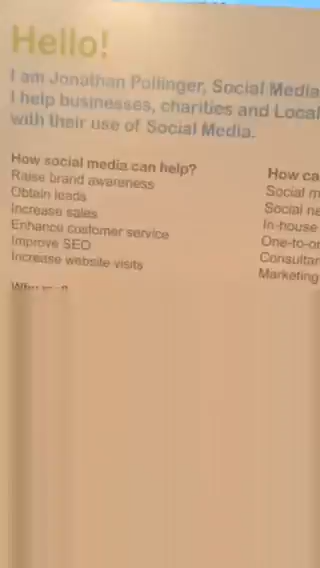 Hello!
I am Jonathan Pollinger, Social Media
I help businesses, charities and Local
with their use of Social Media.
How social media can help?
Raise brand awareness
Obtain leads
Increase sales
Enhance customer service
Improve SEO
Increase website visits
How ca
Social m
Social ne
In-house
One-to-on
Consultan
Marketing